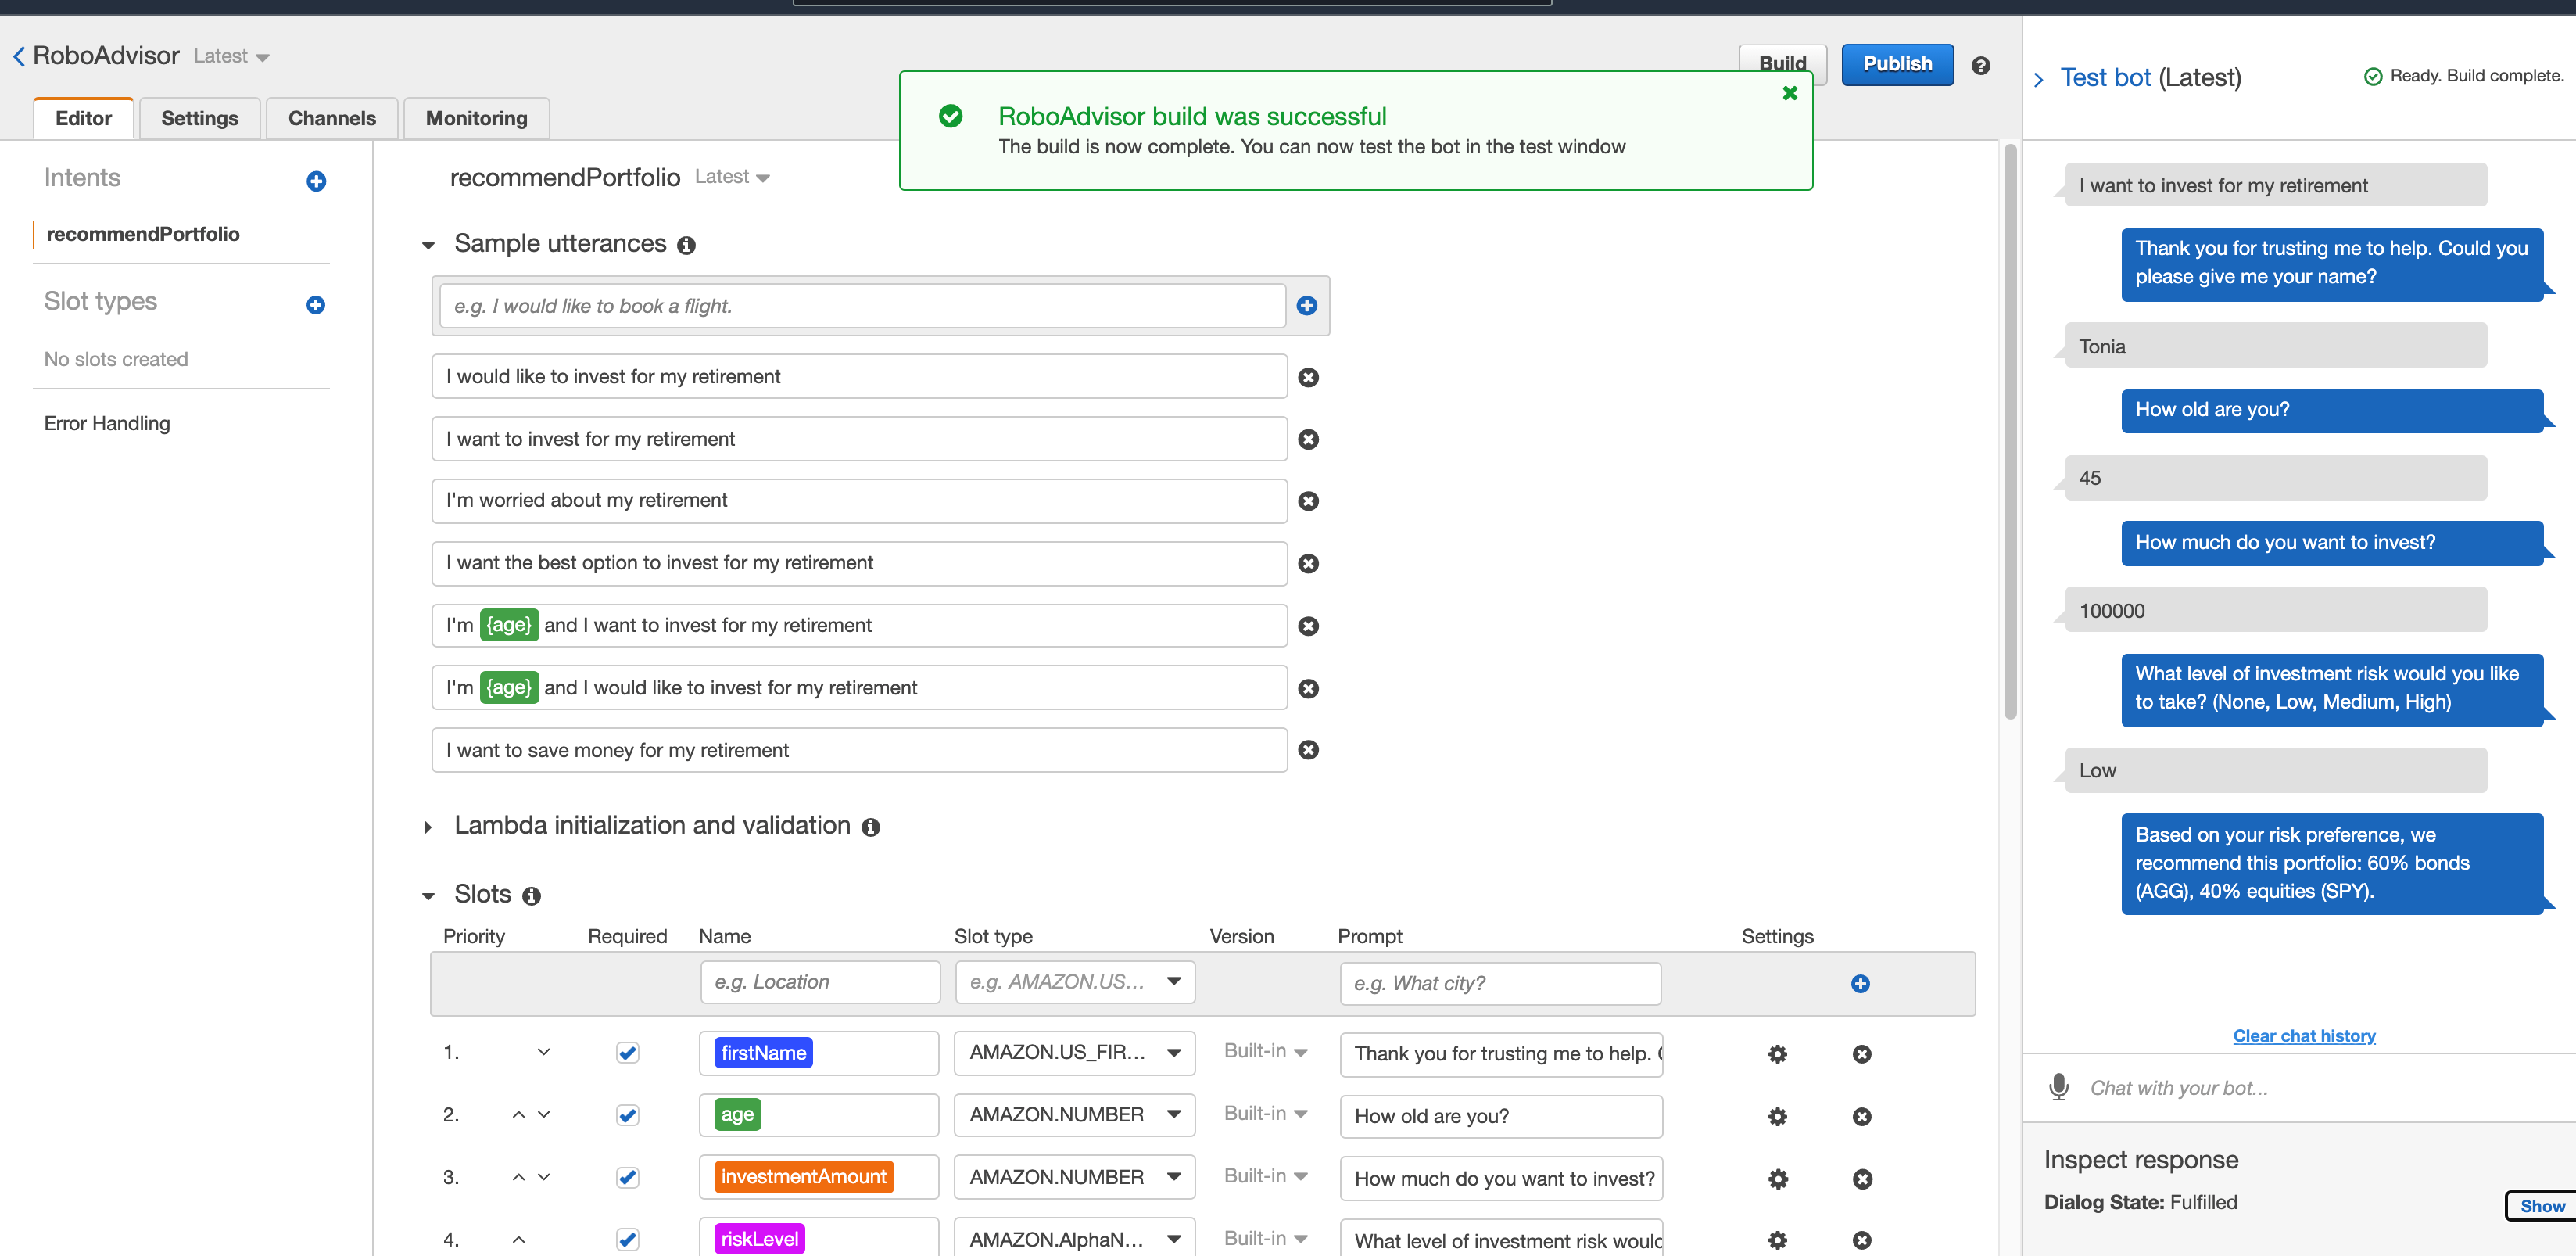 RoboAdvisor Latest
Build
Publish
Editor
Settings
Channels
Monitoring
RoboAdvisor build was successful
The build is now complete. You can now test the bot in the test window
Intents
recommendPortfolio
Slot types
No slots created
Error Handling
recommendPortfolio Latest
Sample utterances
e.g. I would like to book a flight.
I would like to invest for my retirement
I want to invest for my retirement
I'm worried about my retirement
I want the best option to invest for my retirement
I'm {age} and I want to invest for my retirement
I'm {age} and I would like to invest for my retirement
I want to save money for my retirement
Lambda initialization and validation
Slots
Priority Required Name Slot type Version Prompt Settings
e.g. Location e.g. AMAZON.US... e.g. What city?
1. firstName AMAZON.US_FIR... Built-in Thank you for trusting me to help.
2. age AMAZON.NUMBER Built-in How old are you?
3. investmentAmount AMAZON.NUMBER Built-in How much do you want to invest?
4. riskLevel AMAZON.AlphaN... Built-in What level of investment risk would
Test bot (Latest)
Ready. Build complete.
I want to invest for my retirement
Thank you for trusting me to help. Could you
please give me your name?
Tonia
How old are you?
45
How much do you want to invest?
100000
What level of investment risk would you like
to take? (None, Low, Medium, High)
Low
Based on your risk preference, we
recommend this portfolio: 60% bonds
(AGG), 40% equities (SPY).
Clear chat history
Chat with your bot...
Inspect response
Dialog State: Fulfilled
Show